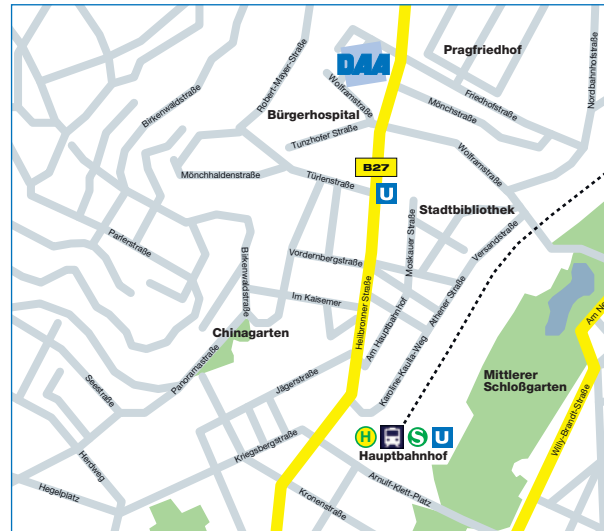 Pragfriedhof
DAA
Robert-Mayer-Straße
Nordbahnhofstraße
Birkenwaldstraße
Wolframstraße
Friedhofstraße
Mönchstraße
Bürgerhospital
Tunzhofer Straße
Wolframstraße
B27
Mönchhaldenstraße
Türlenstraße
U
Stadtbibliothek
Moskauer Straße
Versandstraße
Parlerstraße
Birkenwaldstraße
Vordernbergstraße
Im Kaisemer
Heilbronner Straße
Am Hauptbahnhof
Athener Straße
Karoline-Kaulla-Weg
Am Ne
Chinagarten
Panoramastraße
Seestraße
Jägerstraße
Mittlerer
Schloßgarten
Willy-Brandt-Straße
H
S
U
Hauptbahnhof
Kriegsbergstraße
Herdweg
Hegelplatz
Kronenstraße
Arnulf-Klett-Platz